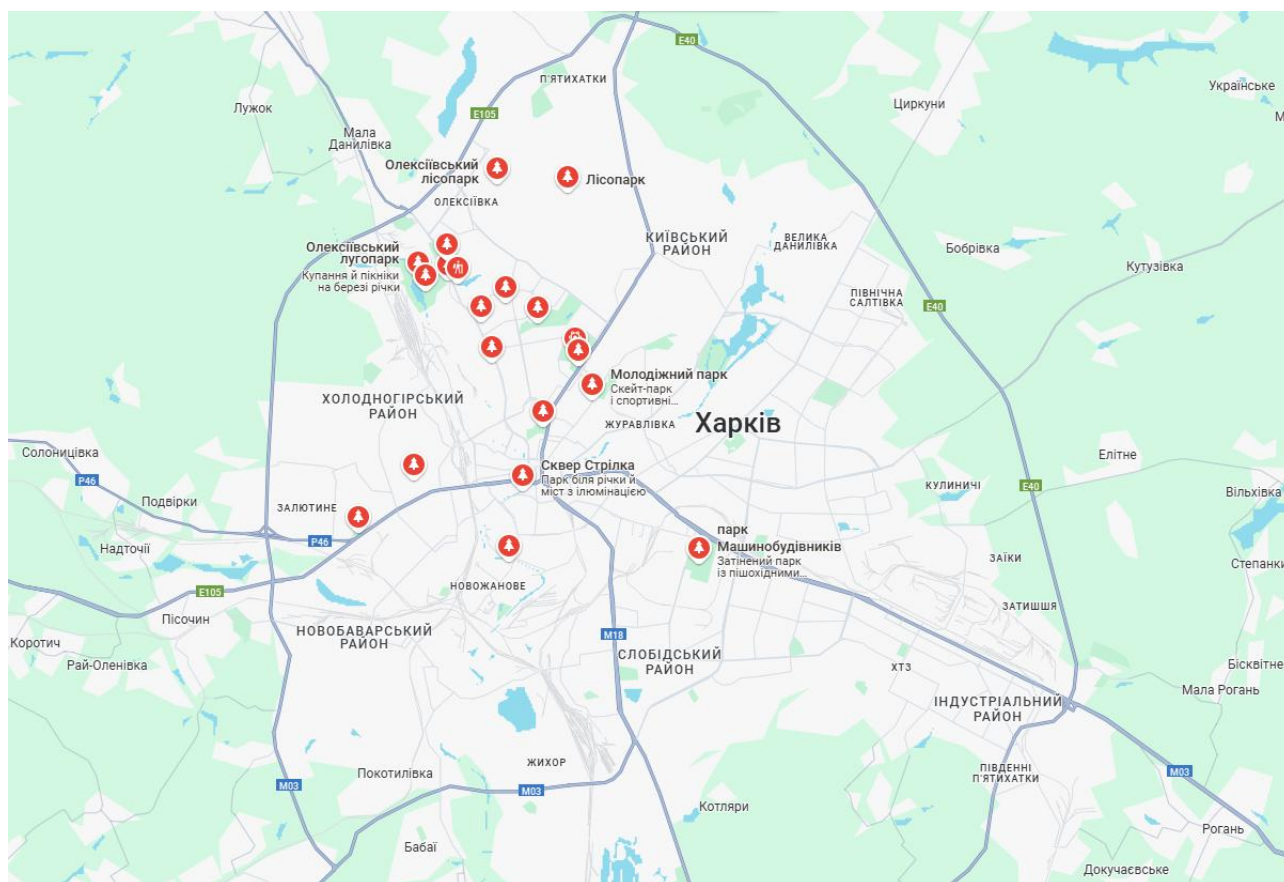 E40
П'ЯТИХАТКИ
Українське
Циркуни
Лужок
E105
Мала
Данилівка
Олексіївський
лісопарк
Лісопарк
ОЛЕКСІЇВКА
КИЇВСЬКИЙ
РАЙОН
ВЕЛИКА
ДАНИЛІВКА
Бобрівка
Олексіївський
лугопарк
Купання й пікніки
на березі річки
Кутузівка
ПІВНІЧНА
САЛТІВКА
E40
Молодіжний парк
Скейт-парк
і спортивні...
ХОЛОДНОГІРСЬКИЙ
РАЙОН
ЖУРАВЛІВКА
Харків
Солоницівка
Елітне
P46
Сквер Стрілка
Парк біля річки й
міст з ілюмінацією
КУЛИНИЧІ
E40
Вільхівка
Подвірки
ЗАЛЮТИНЕ
P46
Надточії
парк
Машинобудівників
Затінений парк
із пішохідними...
ЗАЇКИ
Степанки
НОВОЖАНОВЕ
E105
Пісочин
ЗАТИШШЯ
НОВОБАВАРСЬКИЙ
РАЙОН
M18
Коротич
Рай-Оленівка
СЛОБІДСЬКИЙ
РАЙОН
ХТЗ
Бісквітне
Мала Рогань
ІНДУСТРІАЛЬНИЙ
РАЙОН
ЖИХОР
Покотилівка
ПІВДЕННІ
П'ЯТИХАТКИ
M03
M03
M03
Котляри
Рогань
Бабаї
Докучаєвське